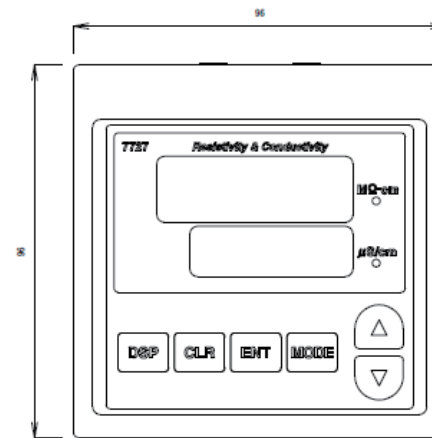 96
96
7727 Resistivity & Conductivity
MΩ-cm
µS/cm
DSP CLR ENT MODE